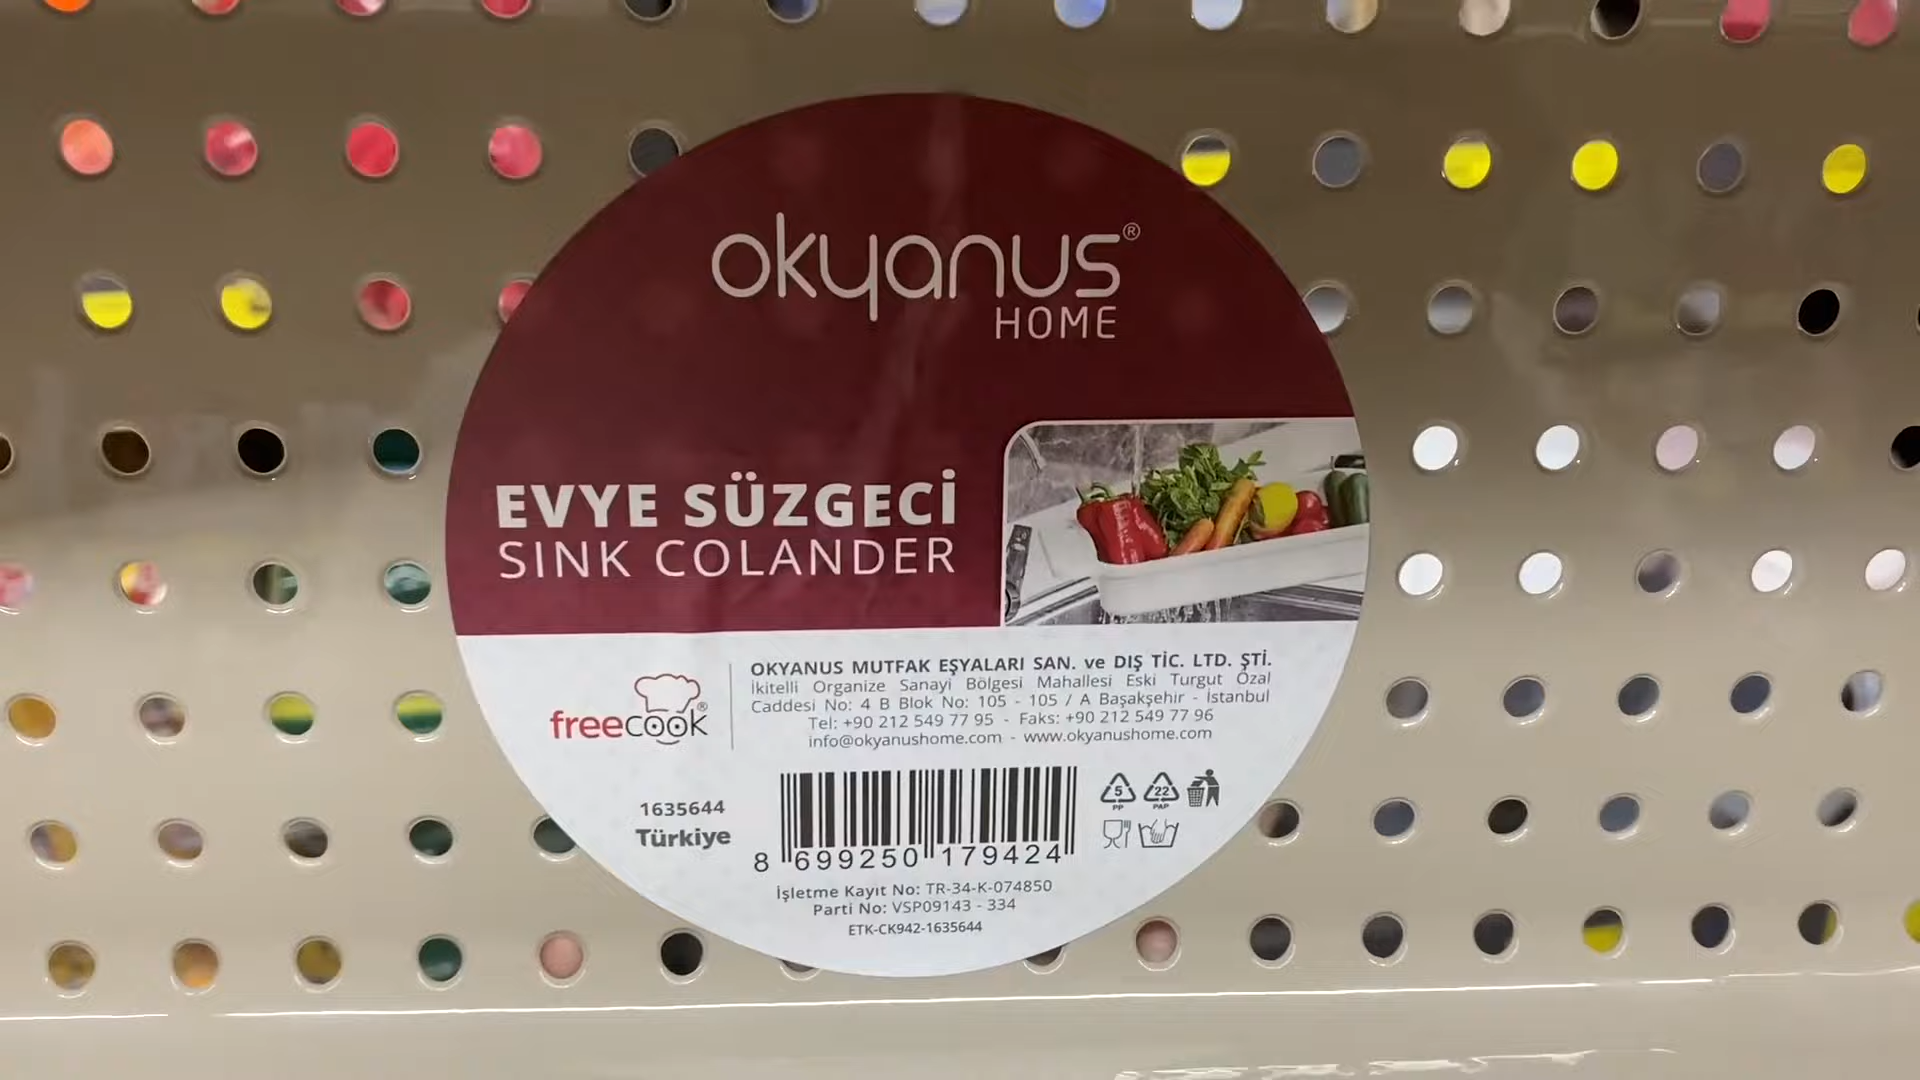 okyanus®
HOME
EVYE SÜZGECİ
SINK COLANDER
freecook®
OKYANUS MUTFAK EŞYALARI SAN. ve DIŞ TİC. LTD. ŞTİ.
İkitelli Organize Sanayi Bölgesi Mahallesi Eski Turgut Özal
Caddesi No: 4 B Blok No: 105 - 105 / A Başakşehir - İstanbul
Tel: +90 212 549 77 95 - Faks: +90 212 549 77 96
info@okyanushome.com - www.okyanushome.com
1635644
Türkiye
8 699250 179424
5
PP
22
PAP
İşletme Kayıt No: TR-34-K-074850
Parti No: VSP09143 - 334
ETK-CK942-1635644